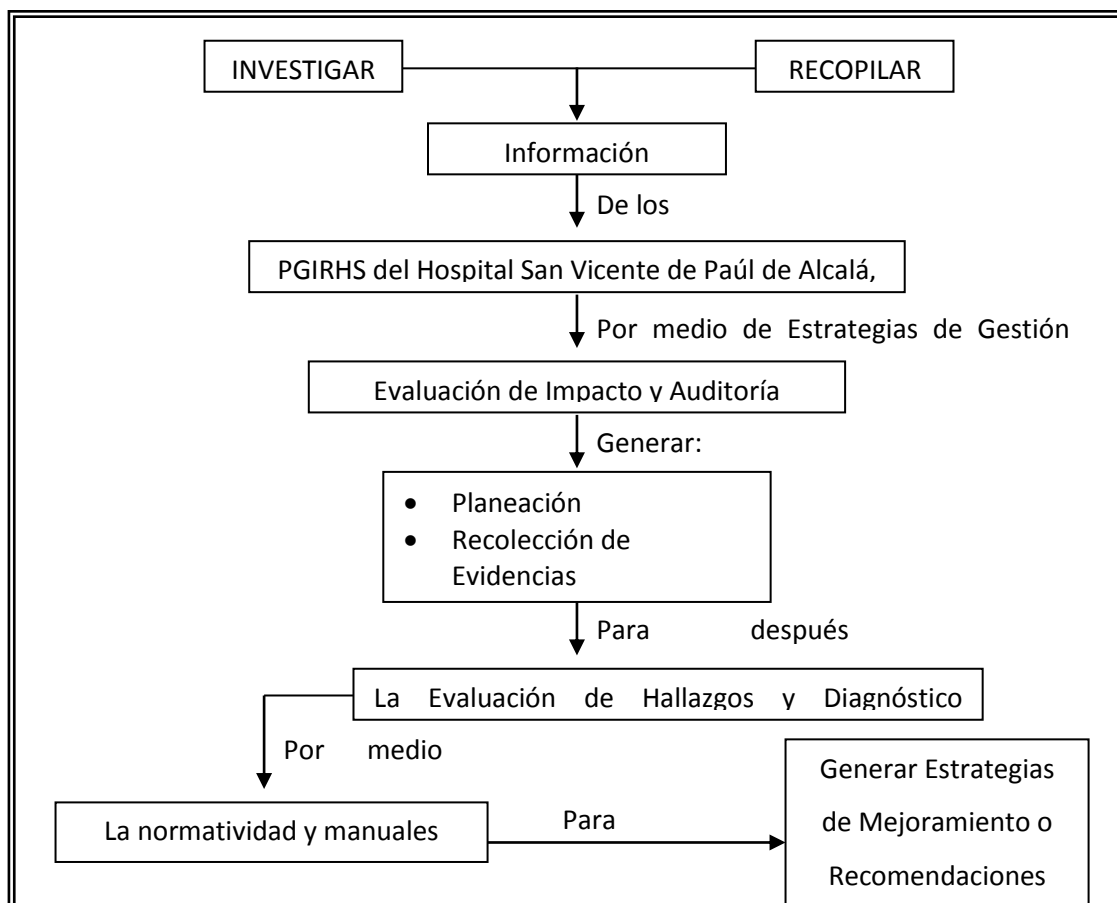 INVESTIGAR
RECOPILAR
Información
De los
PGIRHS del Hospital San Vicente de Paúl de Alcalá,
Por medio de Estrategias de Gestión
Evaluación de Impacto y Auditoría
Generar:
• Planeación
• Recolección de
Evidencias
Para después
La Evaluación de Hallazgos y Diagnóstico
Por medio
La normatividad y manuales
Para
Generar Estrategias
de Mejoramiento o
Recomendaciones